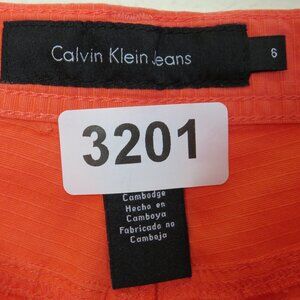 Calvin Klein Jeans
6
3201
Cambodge
Hecho en
Camboya
Fabricado no
Camboja